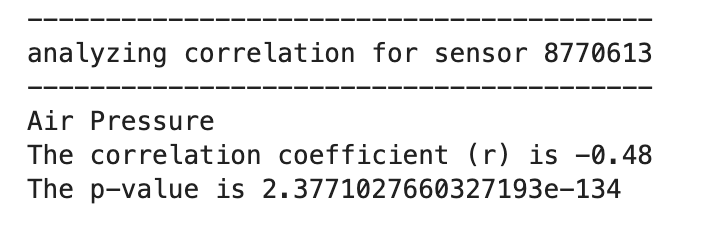 ----------------------------------------
analyzing correlation for sensor 8770613
----------------------------------------
Air Pressure
The correlation coefficient (r) is -0.48
The p-value is 2.3771027660327193e-134